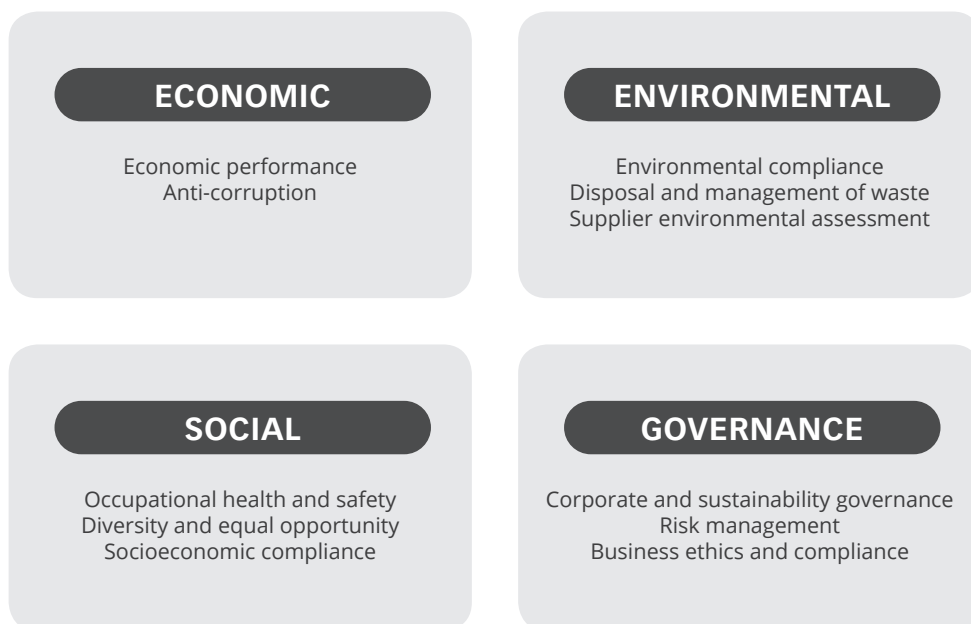 ECONOMIC
Economic performance
Anti-corruption
ENVIRONMENTAL
Environmental compliance
Disposal and management of waste
Supplier environmental assessment
SOCIAL
Occupational health and safety
Diversity and equal opportunity
Socioeconomic compliance
GOVERNANCE
Corporate and sustainability governance
Risk management
Business ethics and compliance